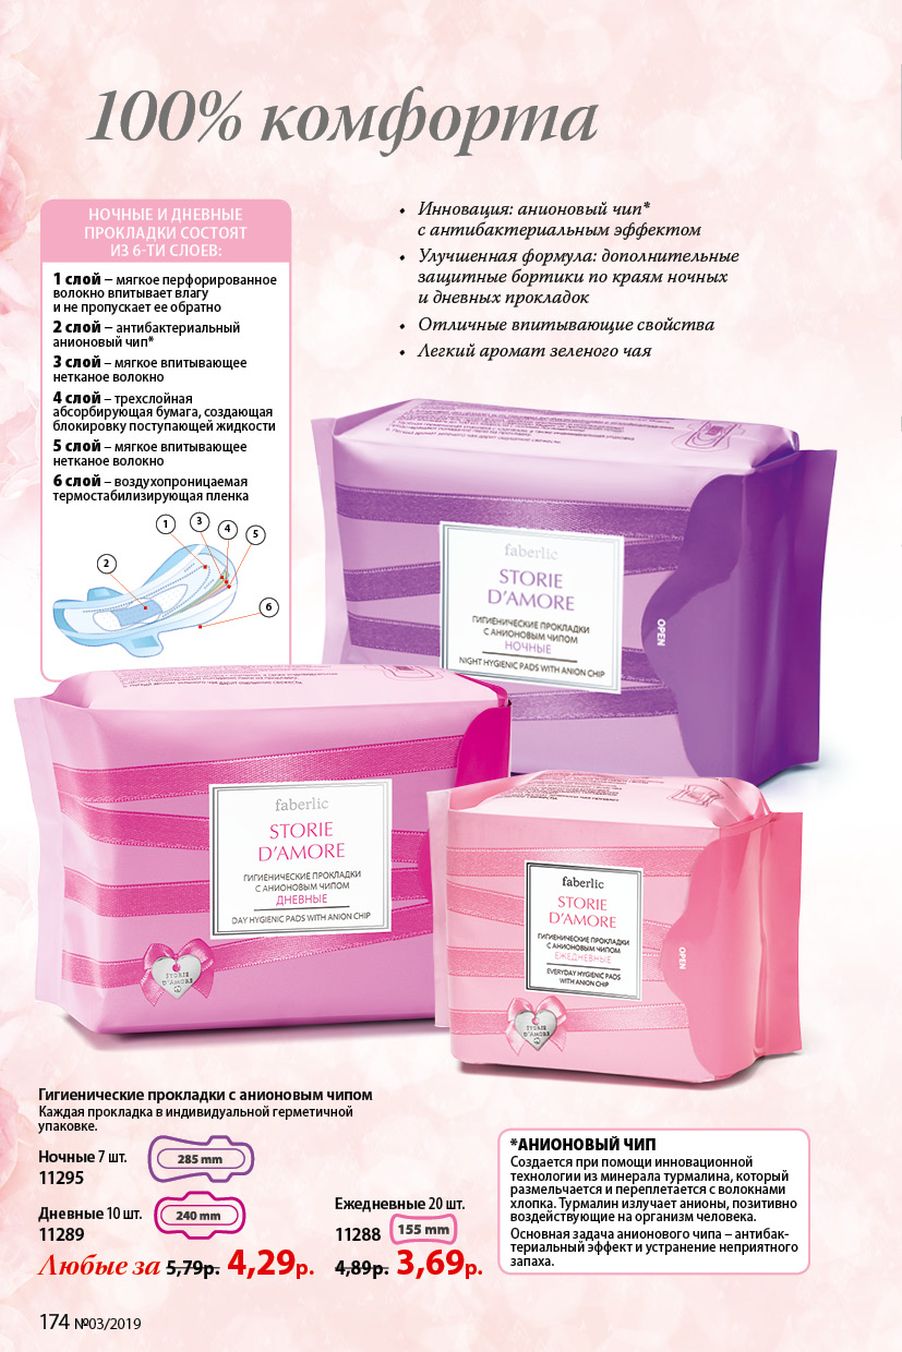 100% комфорта
НОЧНЫЕ И ДНЕВНЫЕ
ПРОКЛАДКИ СОСТОЯТ
ИЗ 6-ТИ СЛОЕВ:
1 слой – мягкое перфорированное
волокно впитывает влагу
и не пропускает ее обратно
2 слой – антибактериальный
анионовый чип*
3 слой – мягкое впитывающее
нетканое волокно
4 слой – трехслойная
абсорбирующая бумага, создающая
блокировку поступающей жидкости
5 слой – мягкое впитывающее
нетканое волокно
6 слой – воздухопроницаемая
термостабилизирующая пленка
1
3
4
5
2
6
• Инновация: анионовый чип*
с антибактериальным эффектом
• Улучшенная формула: дополнительные
защитные бортики по краям ночных
и дневных прокладок
• Отличные впитывающие свойства
• Легкий аромат зеленого чая
faberlic
STORIE
D'AMORE
ГИГИЕНИЧЕСКИЕ ПРОКЛАДКИ
С АНИОНОВЫМ ЧИПОМ
НОЧНЫЕ
NIGHT HYGIENIC PADS WITH ANION CHIP
OPEN
faberlic
STORIE
D'AMORE
ГИГИЕНИЧЕСКИЕ ПРОКЛАДКИ
С АНИОНОВЫМ ЧИПОМ
ДНЕВНЫЕ
DAY HYGIENIC PADS WITH ANION CHIP
STORIE
D'AMORE
faberlic
STORIE
D'AMORE
ГИГИЕНИЧЕСКИЕ ПРОКЛАДКИ
С АНИОНОВЫМ ЧИПОМ
ЕЖЕДНЕВНЫЕ
EVERYDAY HYGIENIC PADS
WITH ANION CHIP
OPEN
STORIE
D'AMORE
Гигиенические прокладки с анионовым чипом
Каждая прокладка в индивидуальной герметичной
упаковке.
Ночные 7 шт.
11295
285 mm
Дневные 10 шт.
11289
240 mm
Любые за 5,79р. 4,29р.
Ежедневные 20 шт.
11288
155 mm
4,89р. 3,69р.
*АНИОНОВЫЙ ЧИП
Создается при помощи инновационной
технологии из минерала турмалина, который
размельчается и переплетается с волокнами
хлопка. Турмалин излучает анионы, позитивно
воздействующие на организм человека.
Основная задача анионового чипа – антибак-
териальный эффект и устранение неприятного
запаха.
174 №03/2019